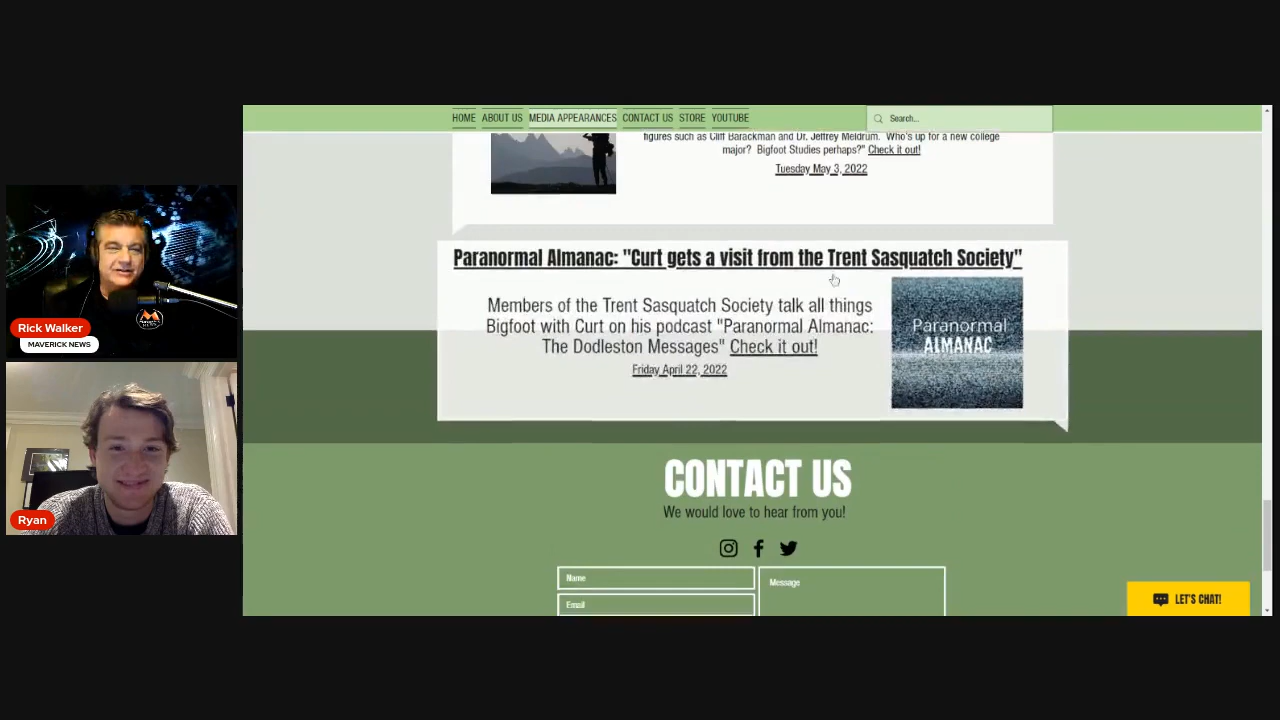 HOME ABOUT US MEDIA APPEARANCES CONTACT US STORE YOUTUBE
Search...
figures such as Cliff Barackman and Dr. Jeffrey Meldrum. Who's up for a new college
major? Bigfoot Studies perhaps?" Check it out!
Tuesday May 3, 2022
Paranormal Almanac: "Curt gets a visit from the Trent Sasquatch Society"
Members of the Trent Sasquatch Society talk all things
Bigfoot with Curt on his podcast "Paranormal Almanac:
The Dodleston Messages" Check it out!
Friday April 22, 2022
Paranormal
ALMANAC
CONTACT US
We would love to hear from you!
Name
Message
Email
LET'S CHAT!
Rick Walker
MAVERICK NEWS
Ryan